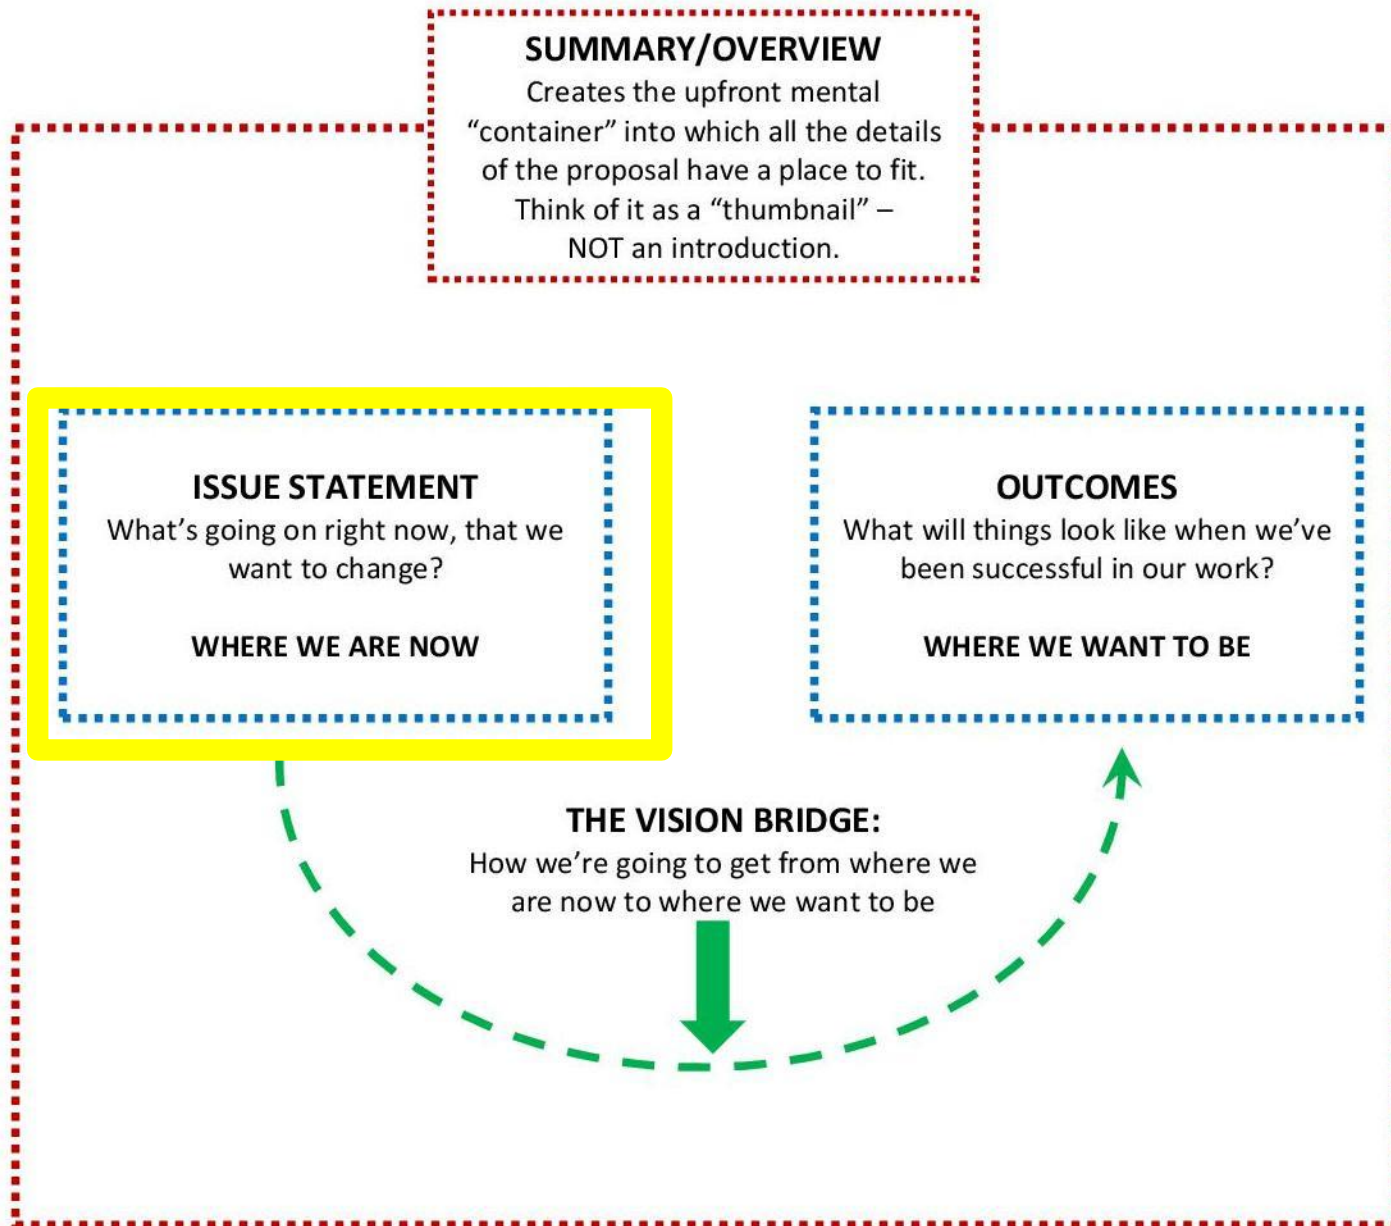 SUMMARY/OVERVIEW
Creates the upfront mental
“container” into which all the details
of the proposal have a place to fit.
Think of it as a “thumbnail” –
NOT an introduction.
ISSUE STATEMENT
What’s going on right now, that we
want to change?
WHERE WE ARE NOW
OUTCOMES
What will things look like when we’ve
been successful in our work?
WHERE WE WANT TO BE
THE VISION BRIDGE:
How we’re going to get from where we
are now to where we want to be